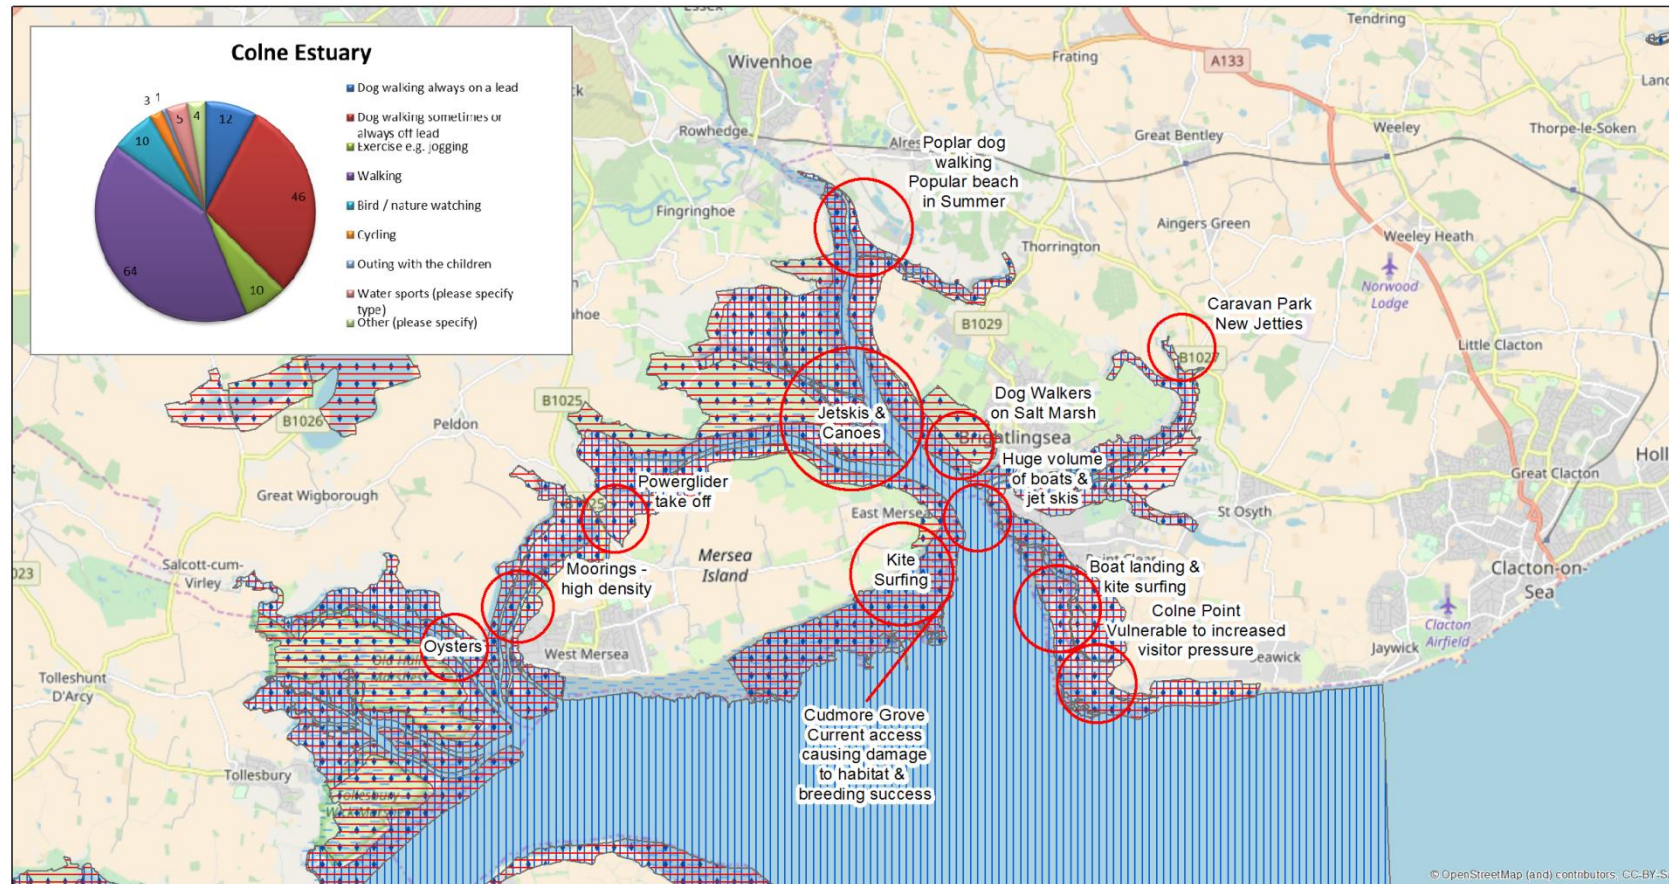 Colne Estuary
3
1
5
4
12
10
46
64
10
Dog walking always on a lead
Dog walking sometimes or
always off lead
Exercise e.g. jogging
Walking
Bird / nature watching
Cycling
Outing with the children
Water sports (please specify
type)
Other (please specify)
Essex
Wivenhoe
Tendring
Frating
A133
Rowhedge
Great Bentley
Weeley
Thorpe-le-Soken
Poplar dog
walking
Popular beach
in Summer
Fingringhoe
Aingers Green
Weeley Heath
Thorrington
Norwood
Lodge
Caravan Park
New Jetties
B1029
B1027
Little Clacton
B1025
B1026
Peldon
Dog Walkers
on Salt Marsh
Jetskis &
Canoes
Brightlingsea
Huge volume
of boats &
jet skis
Great Clacton
Great Wigborough
Powerglider
take off
East Mersea
St Osyth
Mersea
Island
Kite
Surfing
Salcott-cum-
Virley
Moorings -
high density
Boat landing &
kite surfing
Clacton-on-
Sea
Colne Point
Vulnerable to increased
visitor pressure
Clacton
Airfield
Jaywick
Oysters
West Mersea
Tolleshunt
D'Arcy
Cudmore Grove
Current access
causing damage
to habitat &
breeding success
Tollesbury
© OpenStreetMap (and) contributors, CC-BY-S